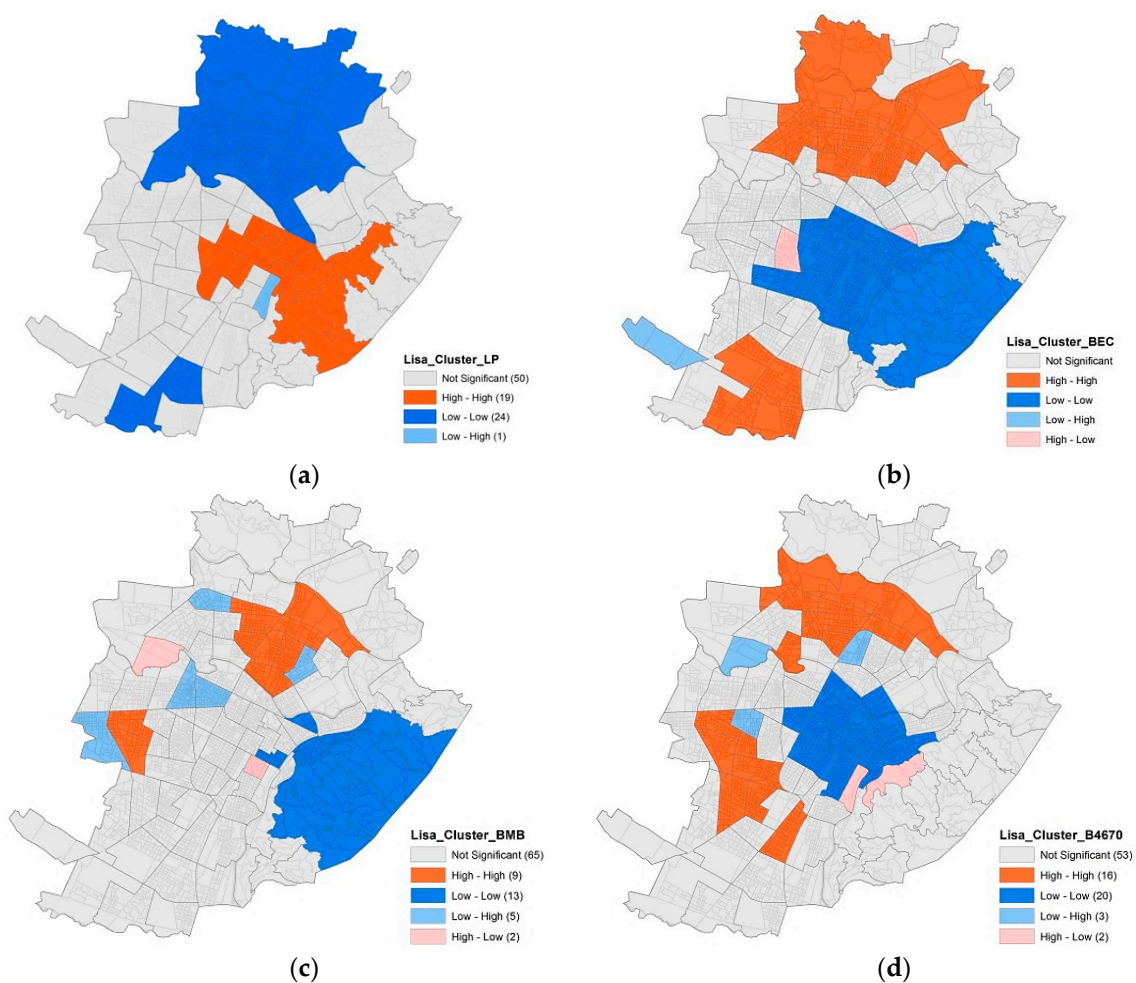 Lisa_Cluster_LP
Not Significant (50)
High - High (19)
Low - Low (24)
Low - High (1)
(a)
Lisa_Cluster_BEC
Not Significant
High - High
Low - Low
Low - High
High - Low
(b)
Lisa_Cluster_BMB
Not Significant (65)
High - High (9)
Low - Low (13)
Low - High (5)
High - Low (2)
(c)
Lisa_Cluster_B4670
Not Significant (53)
High - High (16)
Low - Low (20)
Low - High (3)
High - Low (2)
(d)